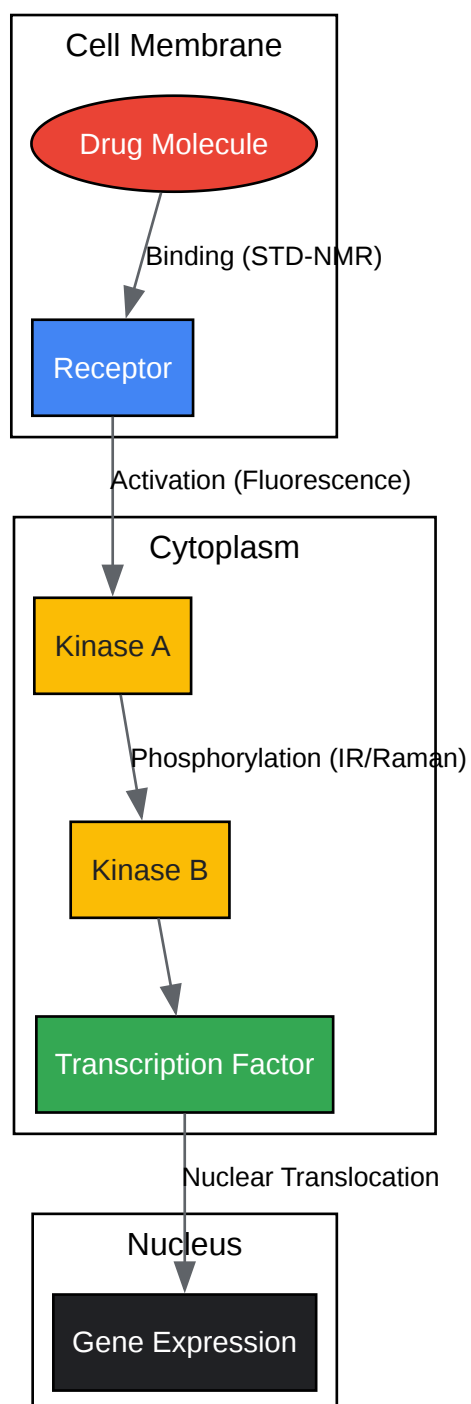 Cell Membrane
Drug Molecule
Binding (STD-NMR)
Receptor
Activation (Fluorescence)
Cytoplasm
Kinase A
Phosphorylation (IR/Raman)
Kinase B
Transcription Factor
Nuclear Translocation
Nucleus
Gene Expression